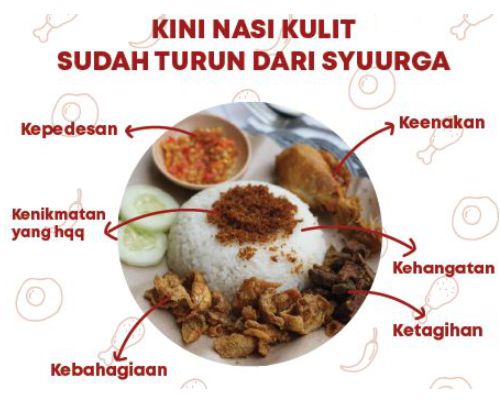 KINI NASI KULIT
SUDAH TURUN DARI SYUURGA
Kepedesan
Keenakan
Kenikmatan
yang hqq
Kehangatan
Ketagihan
Kebahagiaan